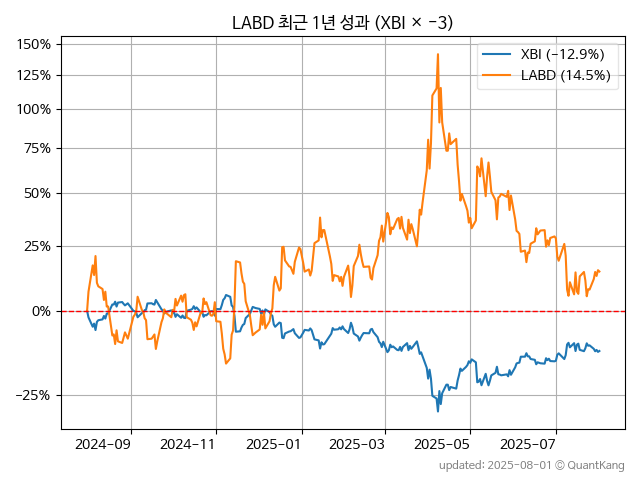 LABD 최근 1년 성과 (XBI × −3)
XBI (−12.9%)
LABD (14.5%)
150%
125%
100%
75%
50%
25%
0%
−25%
2024-09 2024-11 2025-01 2025-03 2025-05 2025-07
updated: 2025-08-01 © QuantKang